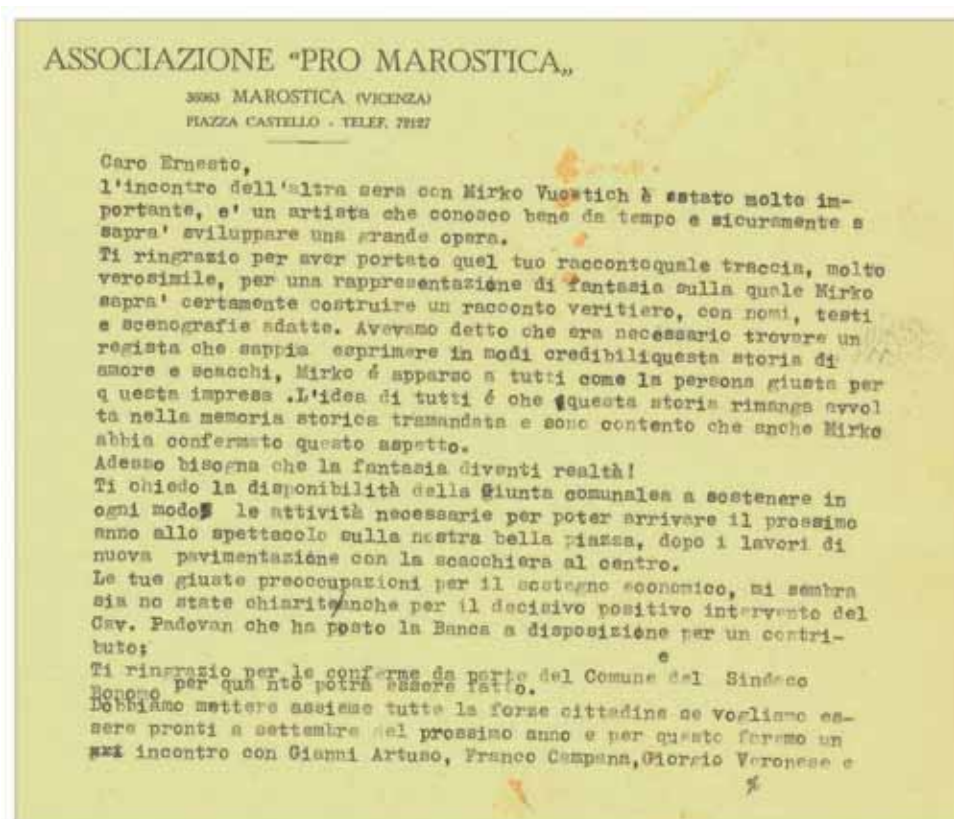 ASSOCIAZIONE “PRO MAROSTICA„
36063 MAROSTICA (VICENZA)
PIAZZA CASTELLO - TELEF. 72127
Caro Ernesto,
l'incontro dell'altra sera con Mirko Vucetich è estato molto im-
portante, e' un artista che conosco bene da tempo e sicuramente s
sapra' sviluppare una grande opera.
Ti ringrazio per aver portato quel tuo raccontoquale traccia, molto
verosimile, per una rappresentazione di fantasia sulla quale Mirko
sapra' certamente costruire un racconto veritiero, con nomi, testi
e scenografie adatte. Avevamo detto che era necessario trovare un
regista che sappia esprimere in modi credibiliquesta storia di
amore e scacchi, Mirko é apparso a tutti come la persona giusta per
q uesta impresa .L'idea di tutti é che questa storia rimanga avvol
ta nella memoria storica tramandata e sono contento che anche Mirko
abbia confermato questo aspetto.
Adesso bisogna che la fantasia diventi realtà!
Ti chiedo la disponibilità della Giunta comunalea a sostenere in
ogni modo le attività necessarie per poter arrivare il prossimo
anno allo spettacolo sulla nostra bella piazza, dopo i lavori di
nuova pavimentazione con la scacchiera al centro.
Le tue giuste preoccupazioni per il sostegno economico, mi sembra
sia no state chiarite/anche per il decisivo positivo intervento del
Cav. Padovan che ha posto la Banca a disposizione per un contri-
buto;
Ti ringrazio per le conferme da parte del Comune e del Sindaco
Bonomo per qua nto potrà essere fatto.
Dobbiamo mettere assieme tutte la forze cittadine se vogliamo es-
sere pronti a settembre del prossimo anno e per questo faremo un
incontro con Gianni Artuso, Franco Campana,Giorgio Veronese e